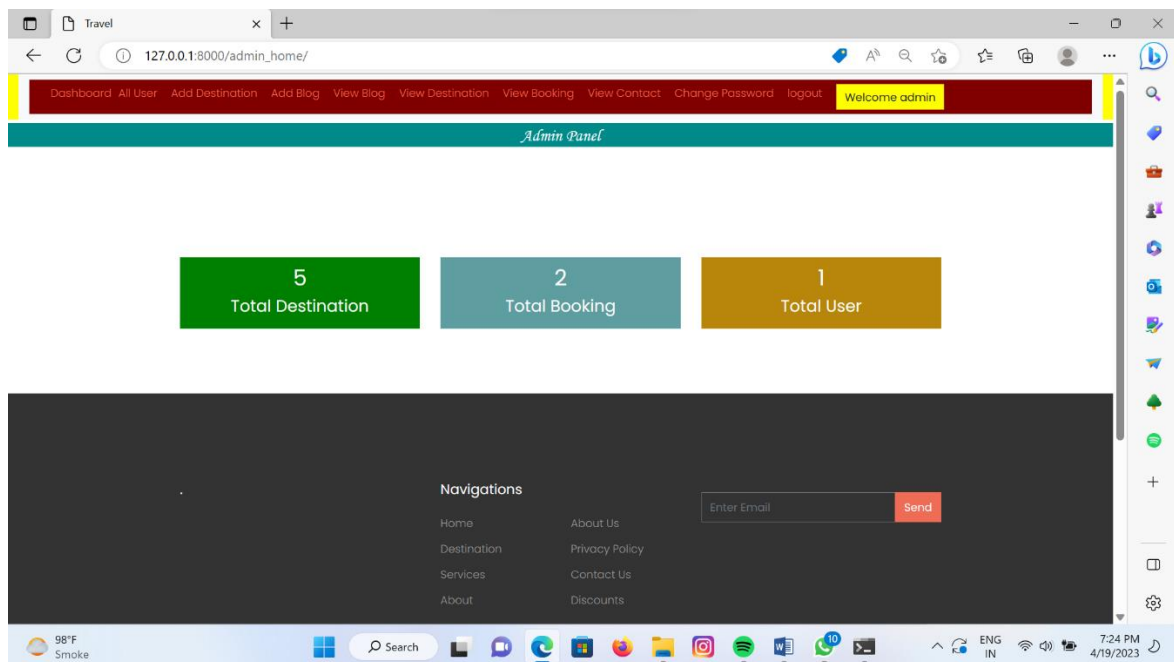 Travel
127.0.0.1:8000/admin_home/
Dashboard All User Add Destination Add Blog View Blog View Destination View Booking View Contact Change Password logout Welcome admin
Admin Panel
5 2 1
Total Destination Total Booking Total User
Navigations
Enter Email Send
Home About Us
Destination Privacy Policy
Services Contact Us
About Discounts
98°F
Smoke
Search
10
ENG
IN
7:24 PM
4/19/2023